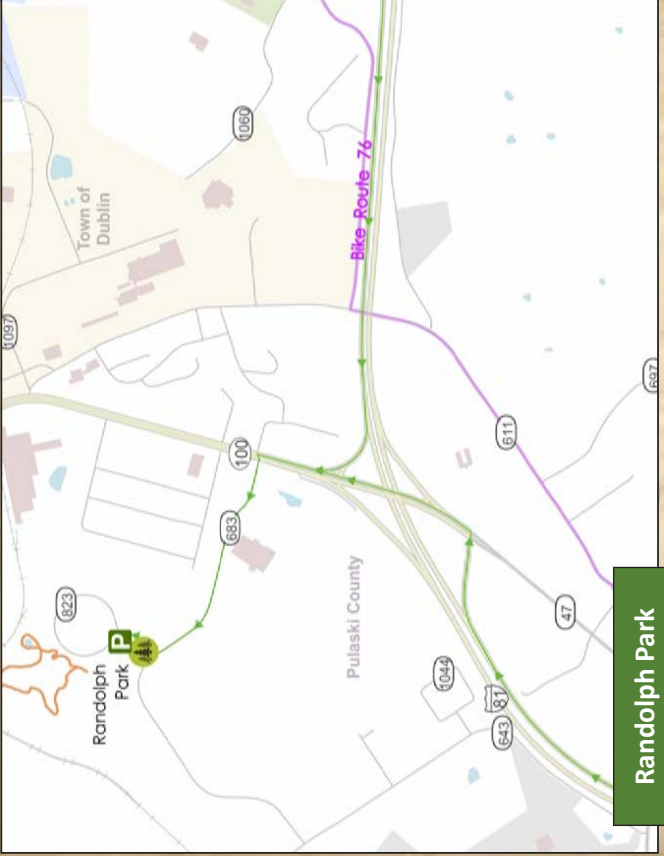 1060
Town of
Dublin
1097
Bike Route 76
697
100
611
683
823
P
Randolph
Park
Pulaski County
47
1044
81
643
Randolph Park